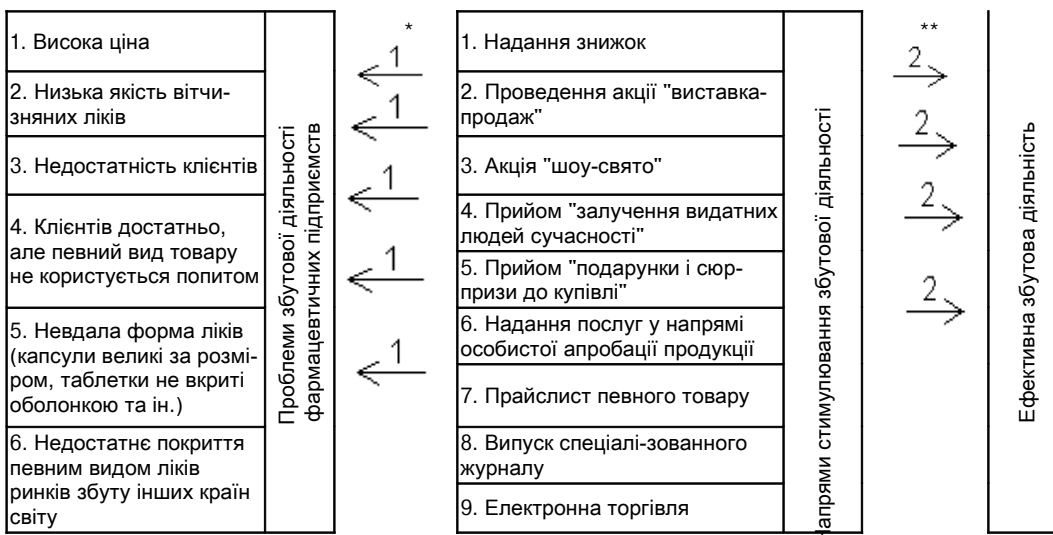 1. Висока ціна
2. Низька якість вітчи-
зняних ліків
3. Недостатність клієнтів
4. Клієнтів достатньо,
але певний вид товару
не користується попитом
5. Невдала форма ліків
(капсули великі за розмі-
ром, таблетки не вкриті
оболонкою та ін.)
6. Недостатнє покриття
певним видом ліків
ринків збуту інших країн
світу
Проблеми збутової діяльності
фармацевтичних підприємств
*
1
1
1
1
1
1. Надання знижок
2. Проведення акції "виставка-
продаж"
3. Акція "шоу-свято"
4. Прийом "залучення видатних
людей сучасності"
5. Прийом "подарунки і сюр-
призи до купівлі"
6. Надання послуг у напрямі
особистої апробації продукції
7. Прайслист певного товару
8. Випуск спеціалі-зованного
журналу
9. Електронна торгівля
Напрями стимулювання збутової діяльності
**
2
2
2
2
Ефективна збутова діяльність